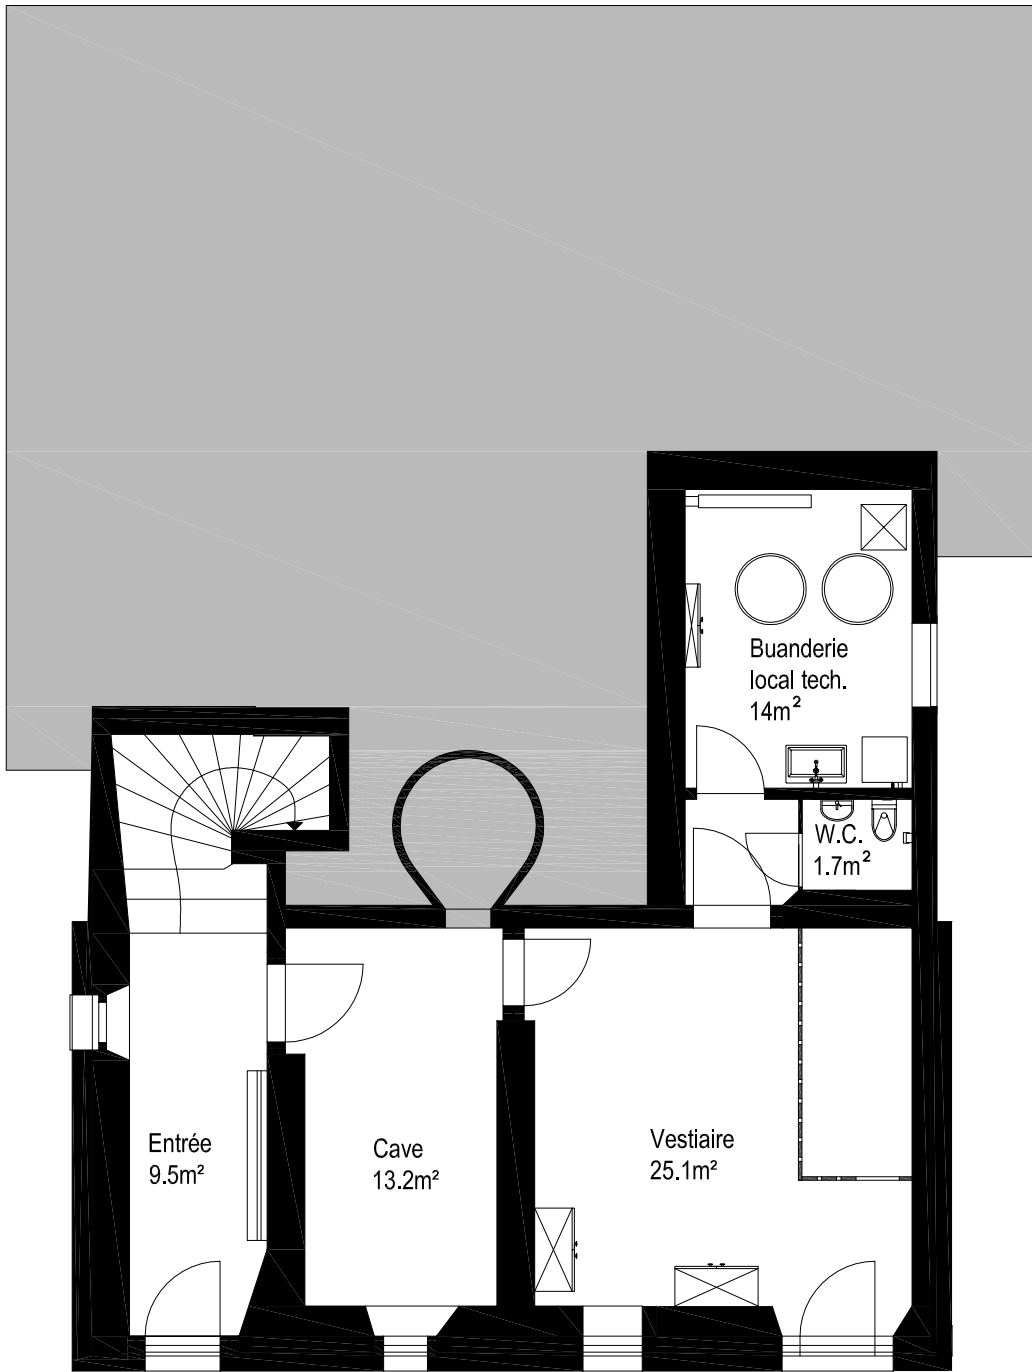 Buanderie
local tech.
14m²
W.C.
1.7m²
Entrée
9.5m²
Cave
13.2m²
Vestiaire
25.1m²